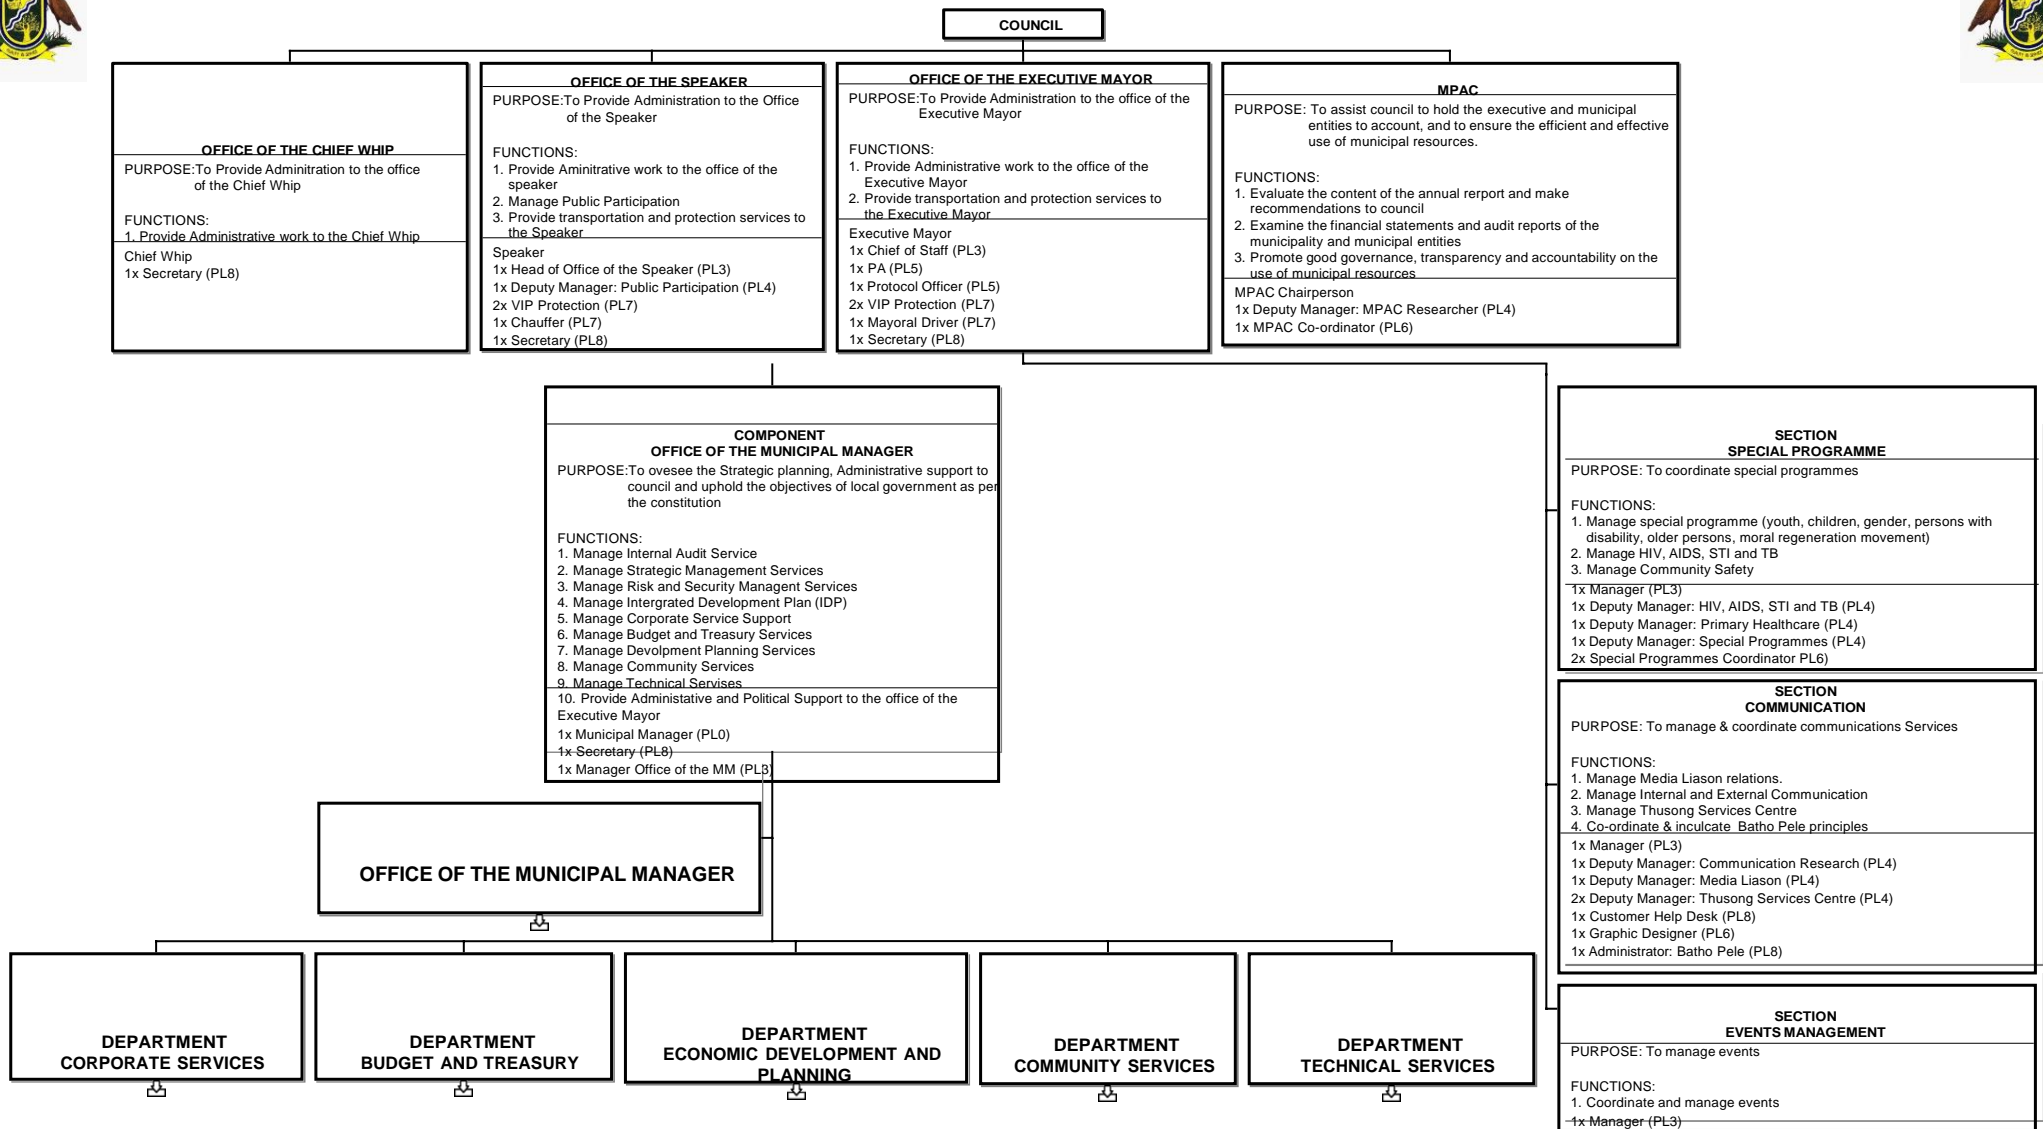 COUNCIL
OFFICE OF THE CHIEF WHIP
PURPOSE:To Provide Adminitration to the office
of the Chief Whip
FUNCTIONS:
1. Provide Administrative work to the Chief Whip
Chief Whip
1x Secretary (PL8)
OFFICE OF THE SPEAKER
PURPOSE:To Provide Administration to the Office
of the Speaker
FUNCTIONS:
1. Provide Aminitrative work to the office of the
speaker
2. Manage Public Participation
3. Provide transportation and protection services to
the Speaker
Speaker
1x Head of Office of the Speaker (PL3)
1x Deputy Manager: Public Participation (PL4)
2x VIP Protection (PL7)
1x Chauffer (PL7)
1x Secretary (PL8)
OFFICE OF THE EXECUTIVE MAYOR
PURPOSE:To Provide Administration to the office of the
Executive Mayor
FUNCTIONS:
1. Provide Administrative work to the office of the
Executive Mayor
2. Provide transportation and protection services to
the Executive Mayor
Executive Mayor
1x Chief of Staff (PL3)
1x PA (PL5)
1x Protocol Officer (PL5)
2x VIP Protection (PL7)
1x Mayoral Driver (PL7)
1x Secretary (PL8)
MPAC
PURPOSE: To assist council to hold the executive and municipal
entities to account, and to ensure the efficient and effective
use of municipal resources.
FUNCTIONS:
1. Evaluate the content of the annual rerport and make
recommendations to council
2. Examine the financial statements and audit reports of the
municipality and municipal entities
3. Promote good governance, transparency and accountability on the
use of municipal resources
MPAC Chairperson
1x Deputy Manager: MPAC Researcher (PL4)
1x MPAC Co-ordinator (PL6)
COMPONENT
OFFICE OF THE MUNICIPAL MANAGER
PURPOSE:To ovesee the Strategic planning, Administrative support to
council and uphold the objectives of local government as per
the constitution
FUNCTIONS:
1. Manage Internal Audit Service
2. Manage Strategic Management Services
3. Manage Risk and Security Managent Services
4. Manage Intergrated Development Plan (IDP)
5. Manage Corporate Service Support
6. Manage Budget and Treasury Services
7. Manage Devolpment Planning Services
8. Manage Community Services
9. Manage Technical Servises
10. Provide Administative and Political Support to the office of the
Executive Mayor
1x Municipal Manager (PL0)
1x Secretary (PL8)
1x Manager Office of the MM (PL3)
SECTION
SPECIAL PROGRAMME
PURPOSE: To coordinate special programmes
FUNCTIONS:
1. Manage special programme (youth, children, gender, persons with
disability, older persons, moral regeneration movement)
2. Manage HIV, AIDS, STI and TB
3. Manage Community Safety
1x Manager (PL3)
1x Deputy Manager: HIV, AIDS, STI and TB (PL4)
1x Deputy Manager: Primary Healthcare (PL4)
1x Deputy Manager: Special Programmes (PL4)
2x Special Programmes Coordinator PL6)
SECTION
COMMUNICATION
PURPOSE: To manage & coordinate communications Services
FUNCTIONS:
1. Manage Media Liason relations.
2. Manage Internal and External Communication
3. Manage Thusong Services Centre
4. Co-ordinate & inculcate Batho Pele principles
1x Manager (PL3)
1x Deputy Manager: Communication Research (PL4)
1x Deputy Manager: Media Liason (PL4)
2x Deputy Manager: Thusong Services Centre (PL4)
1x Customer Help Desk (PL8)
1x Graphic Designer (PL6)
1x Administrator: Batho Pele (PL8)
SECTION
EVENTS MANAGEMENT
PURPOSE: To manage events
FUNCTIONS:
1. Coordinate and manage events
1x Manager (PL3)
OFFICE OF THE MUNICIPAL MANAGER
DEPARTMENT
CORPORATE SERVICES
DEPARTMENT
BUDGET AND TREASURY
DEPARTMENT
ECONOMIC DEVELOPMENT AND
PLANNING
DEPARTMENT
COMMUNITY SERVICES
DEPARTMENT
TECHNICAL SERVICES